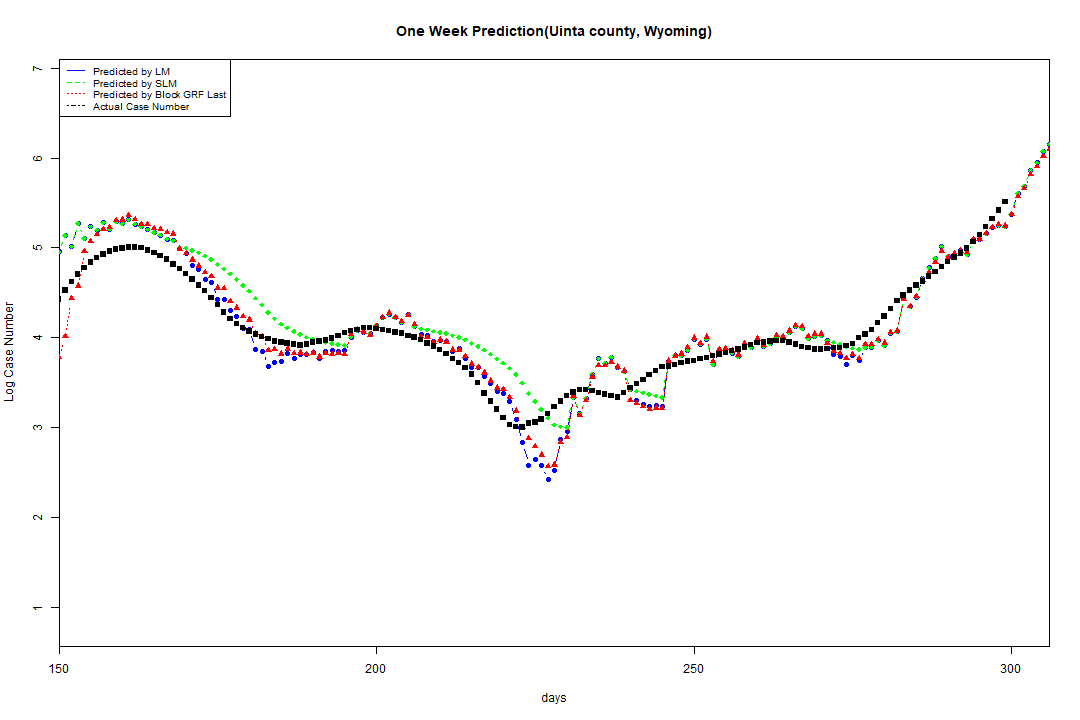 One Week Prediction(Uinta county, Wyoming)
Predicted by LM
Predicted by SLM
Predicted by Block GRF Last
Actual Case Number
7
6
5
4
3
2
1
Log Case Number
150
200
250
300
days